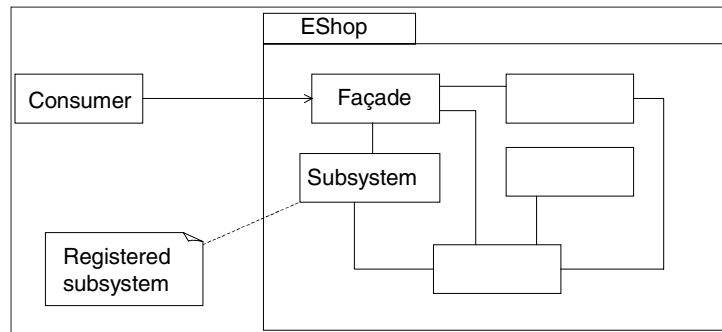 EShop
Consumer
Façade
Subsystem
Registered
subsystem